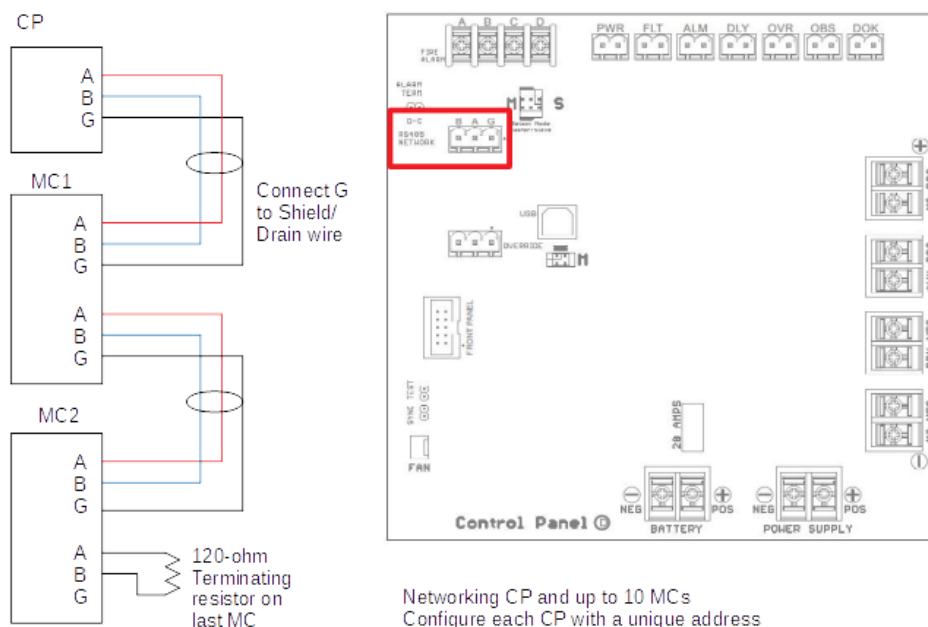 CP
A
B
G
MC1
Connect G
to Shield/
Drain wire
A
B
G
A
B
G
MC2
A
B
G
A
B
G
120-ohm
Terminating
resistor on
last MC
A B C D
FIRE
ALARM
PWR FLT ALM DLY OVR OBS DOK
ALARM
TERM
M S
O-C
B A G
RS485
NETWORK
USB
OVERRIDE
M
FRONT PANEL
SYNC TEST
FAN
20 AMPS
NEG POS
BATTERY
NEG POS
POWER SUPPLY
Control Panel ©
Networking CP and up to 10 MCs
Configure each CP with a unique address